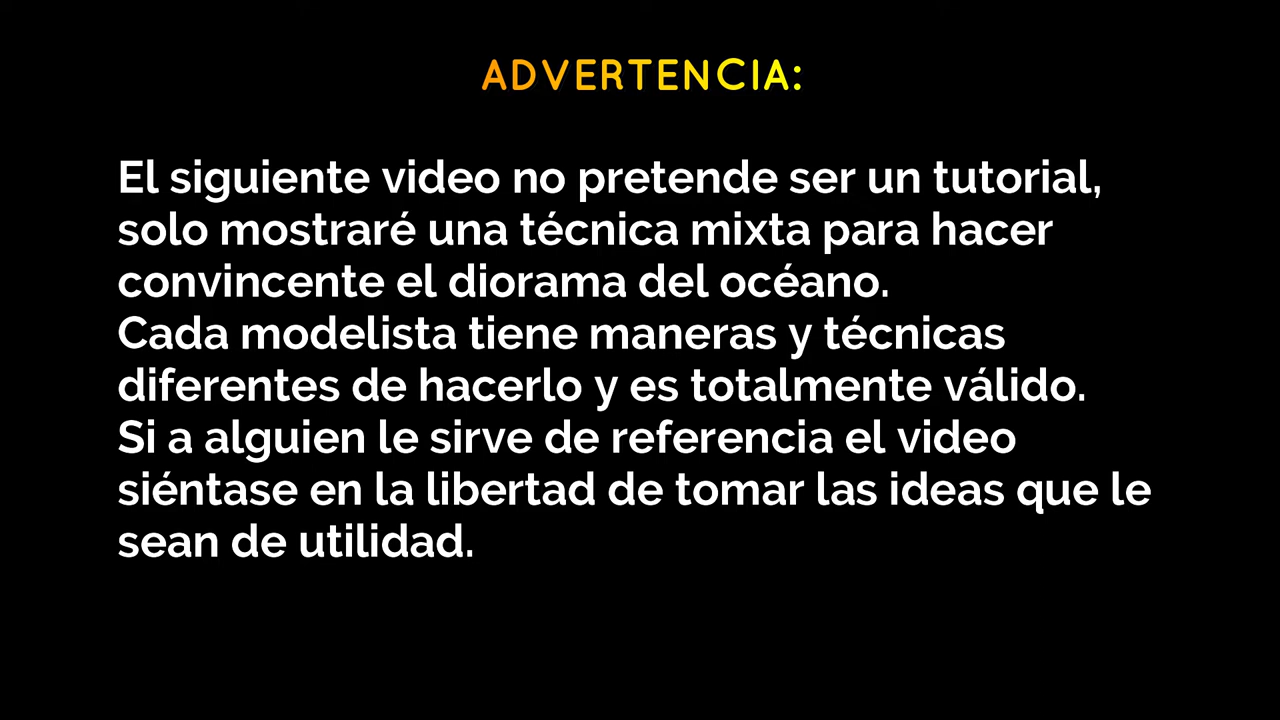 ADVERTENCIA:
El siguiente video no pretende ser un tutorial,
solo mostraré una técnica mixta para hacer
convincente el diorama del océano.
Cada modelista tiene maneras y técnicas
diferentes de hacerlo y es totalmente válido.
Si a alguien le sirve de referencia el video
siéntase en la libertad de tomar las ideas que le
sean de utilidad.